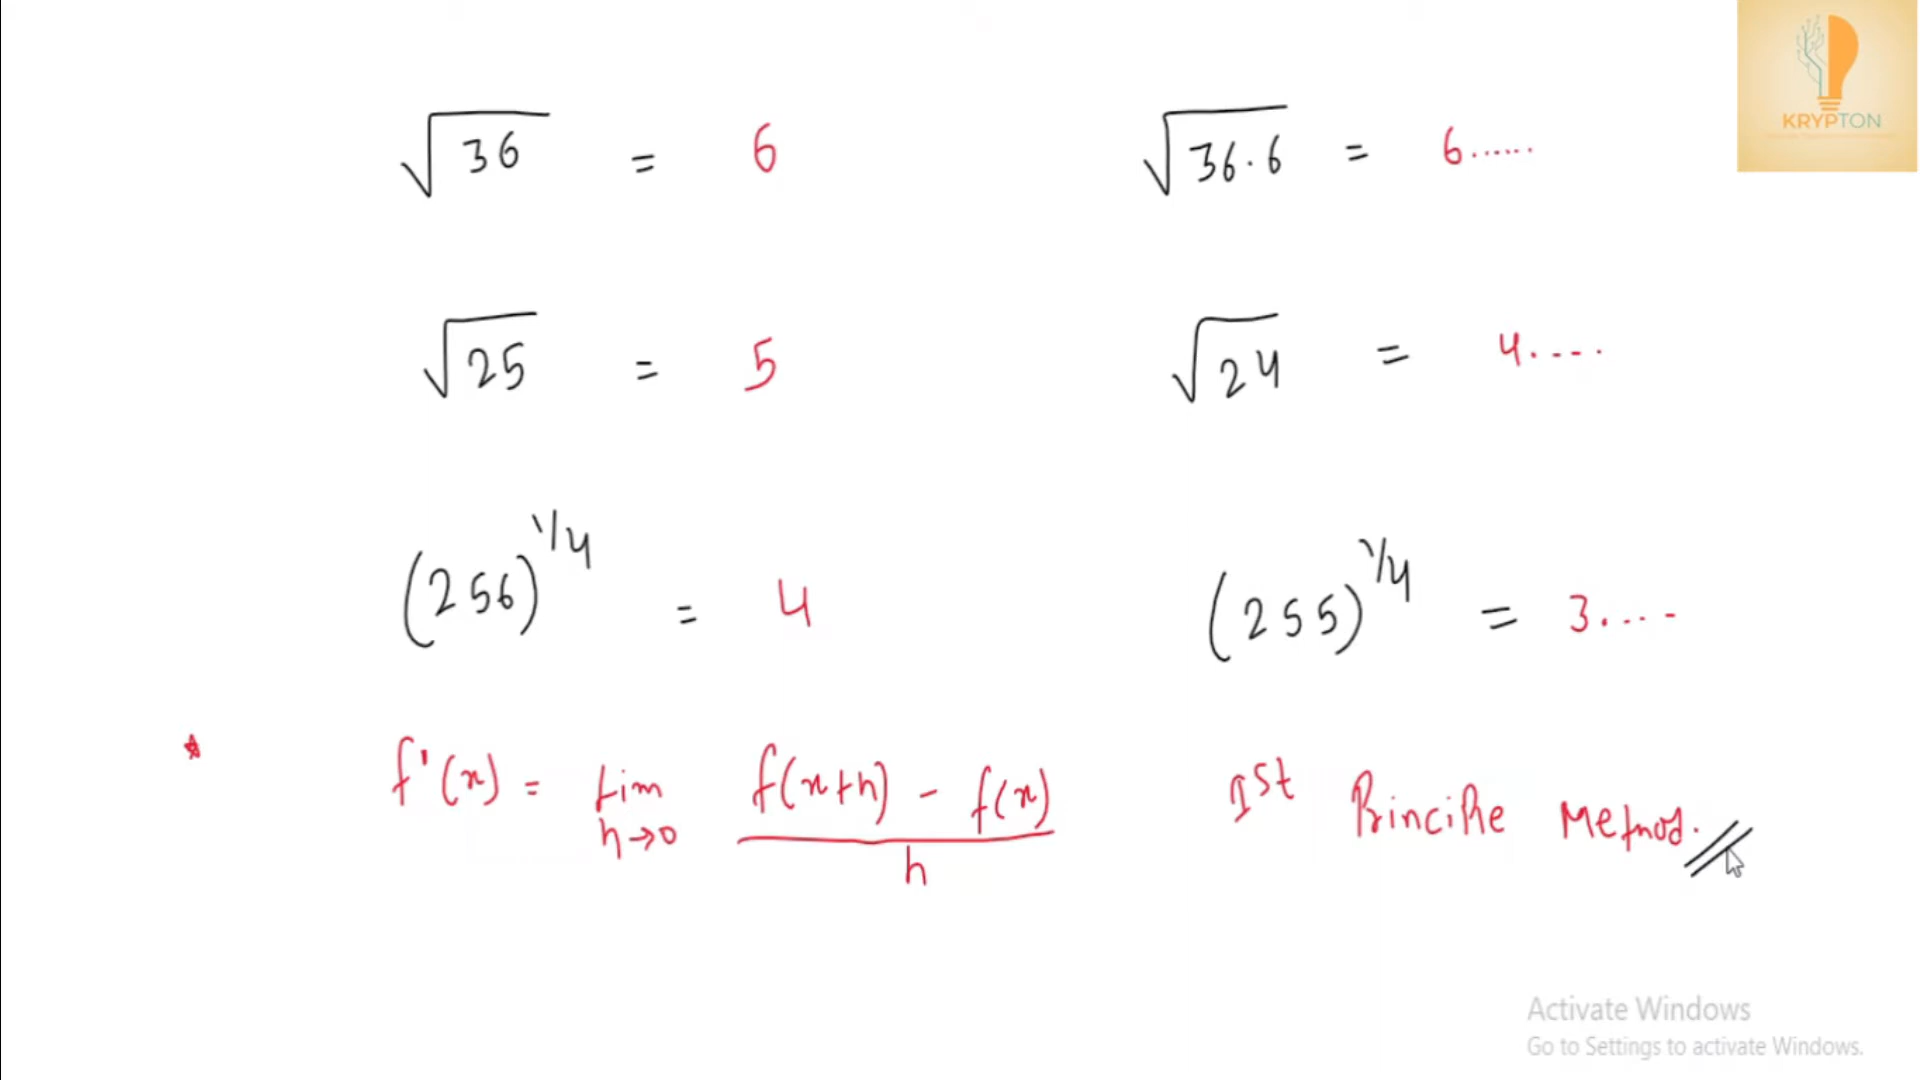 KRYPTON
√36 = 6
√36.6 = 6......
√25 = 5
√24 = 4.....
(256)^1/4 = 4
(255)^1/4 = 3.....
* f'(x) = Lim h→0 f(x+h) - f(x) / h
1st Principle Method.
Activate Windows
Go to Settings to activate Windows.